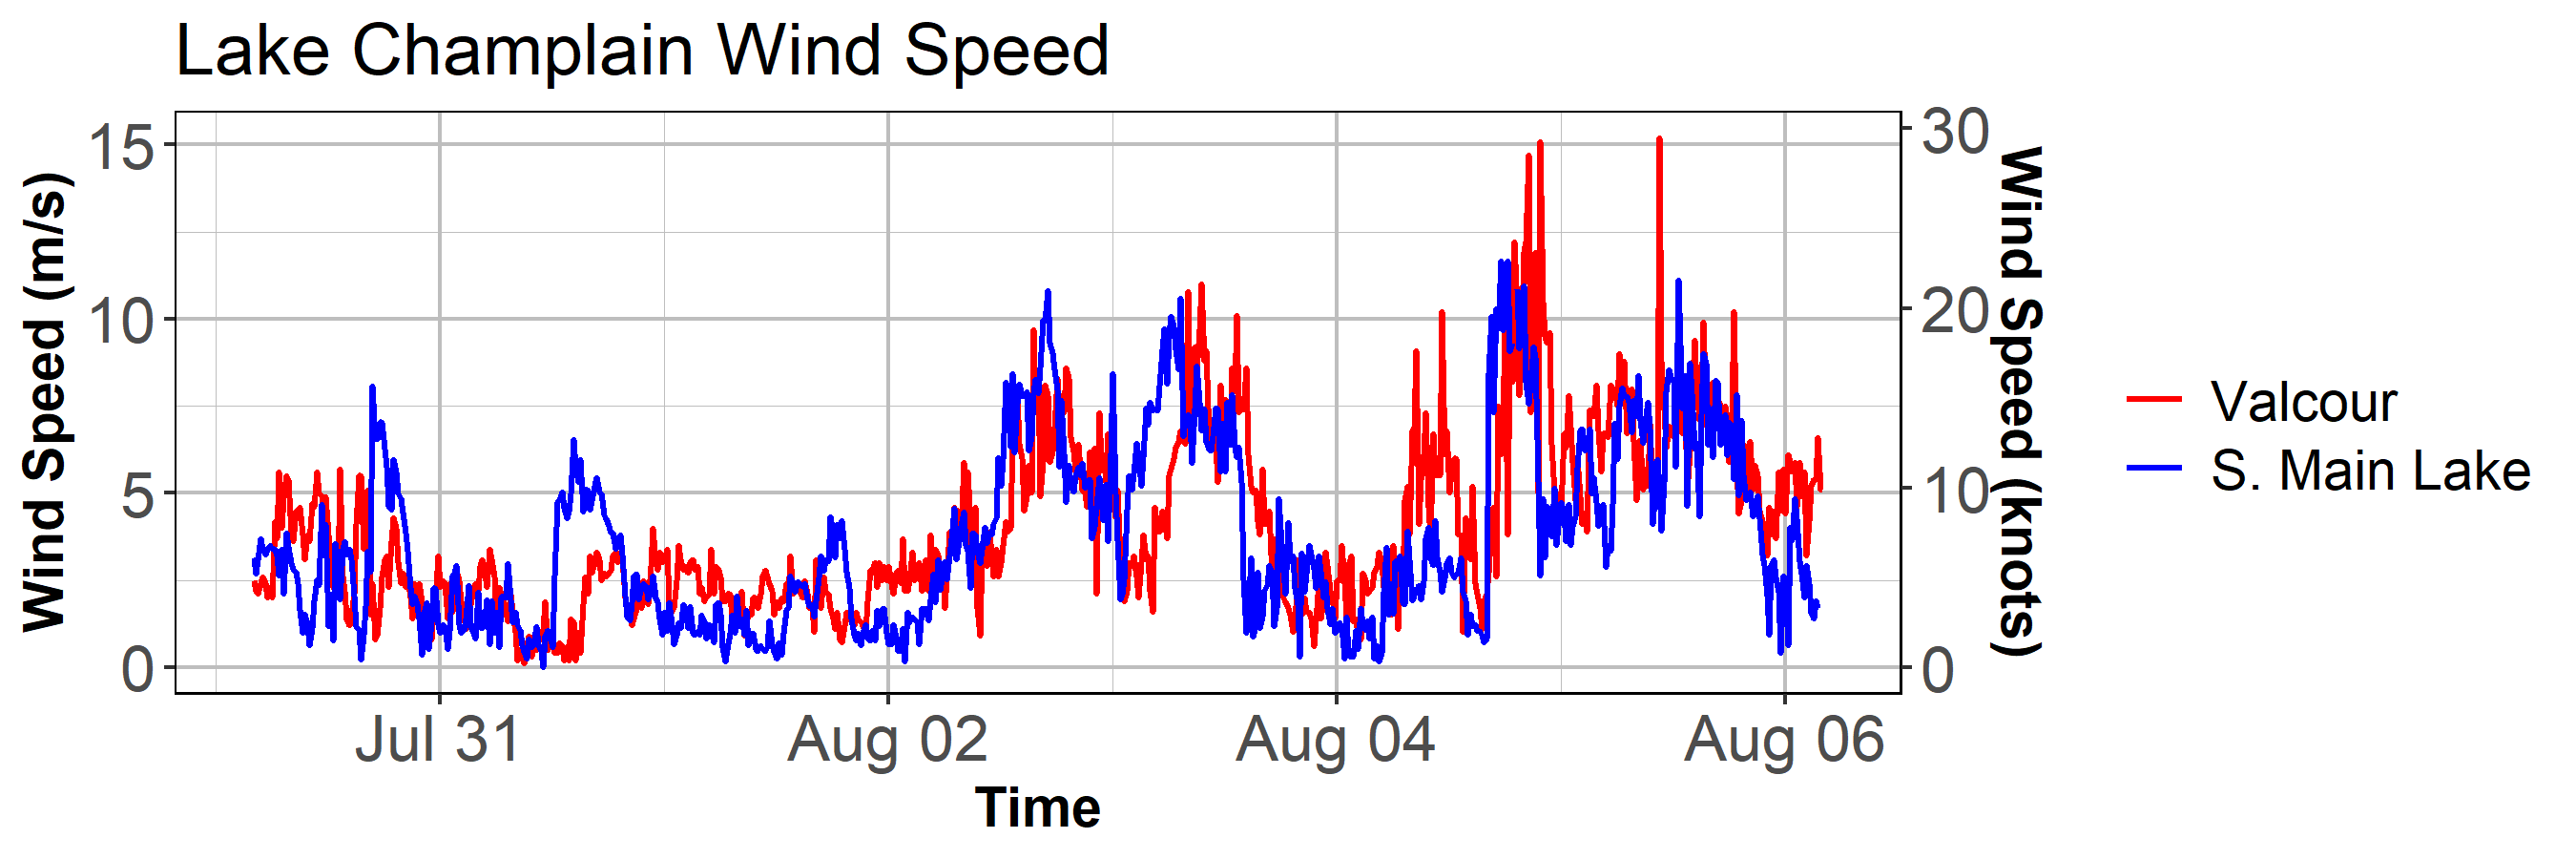 Lake Champlain Wind Speed
Wind Speed (m/s)
15
10
5
0
30
20
10
0
Wind Speed (knots)
Jul 31
Aug 02
Aug 04
Aug 06
Time
Valcour
S. Main Lake